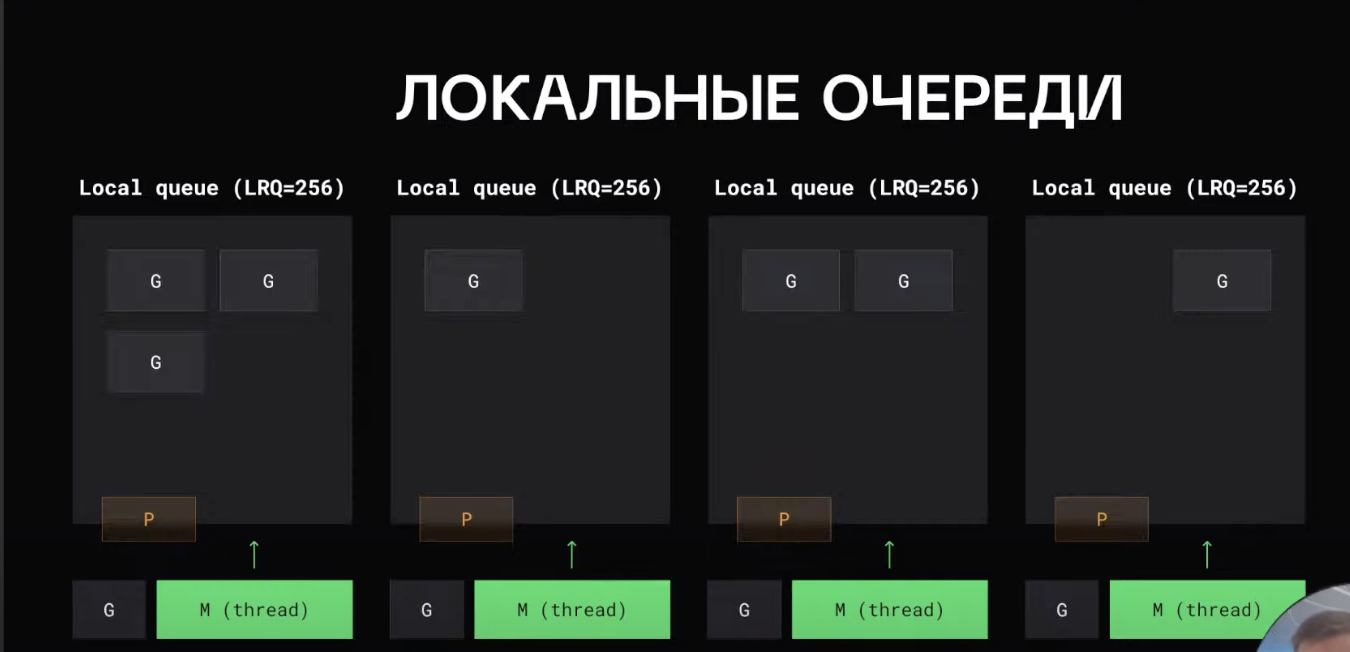 ЛОКАЛЬНЫЕ ОЧЕРЕДИ
Local queue (LRQ=256) Local queue (LRQ=256) Local queue (LRQ=256) Local queue (LRQ=256)
G G G G G G
G
P P P P
G M (thread) G M (thread) G M (thread) G M (thread)